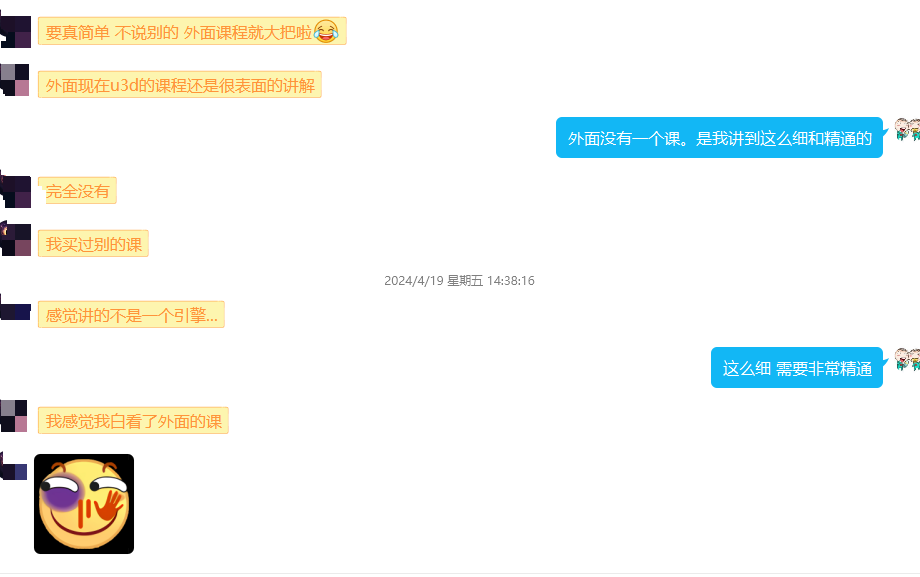 要真简单 不说别的 外面课程就大把啦😂
外面现在u3d的课程还是很表面的讲解
外面没有一个课。是我讲到这么细和精通的
完全没有
我买过别的课
2024/4/19 星期五 14:38:16
感觉讲的不是一个引擎...
这么细 需要非常精通
我感觉我白看了外面的课